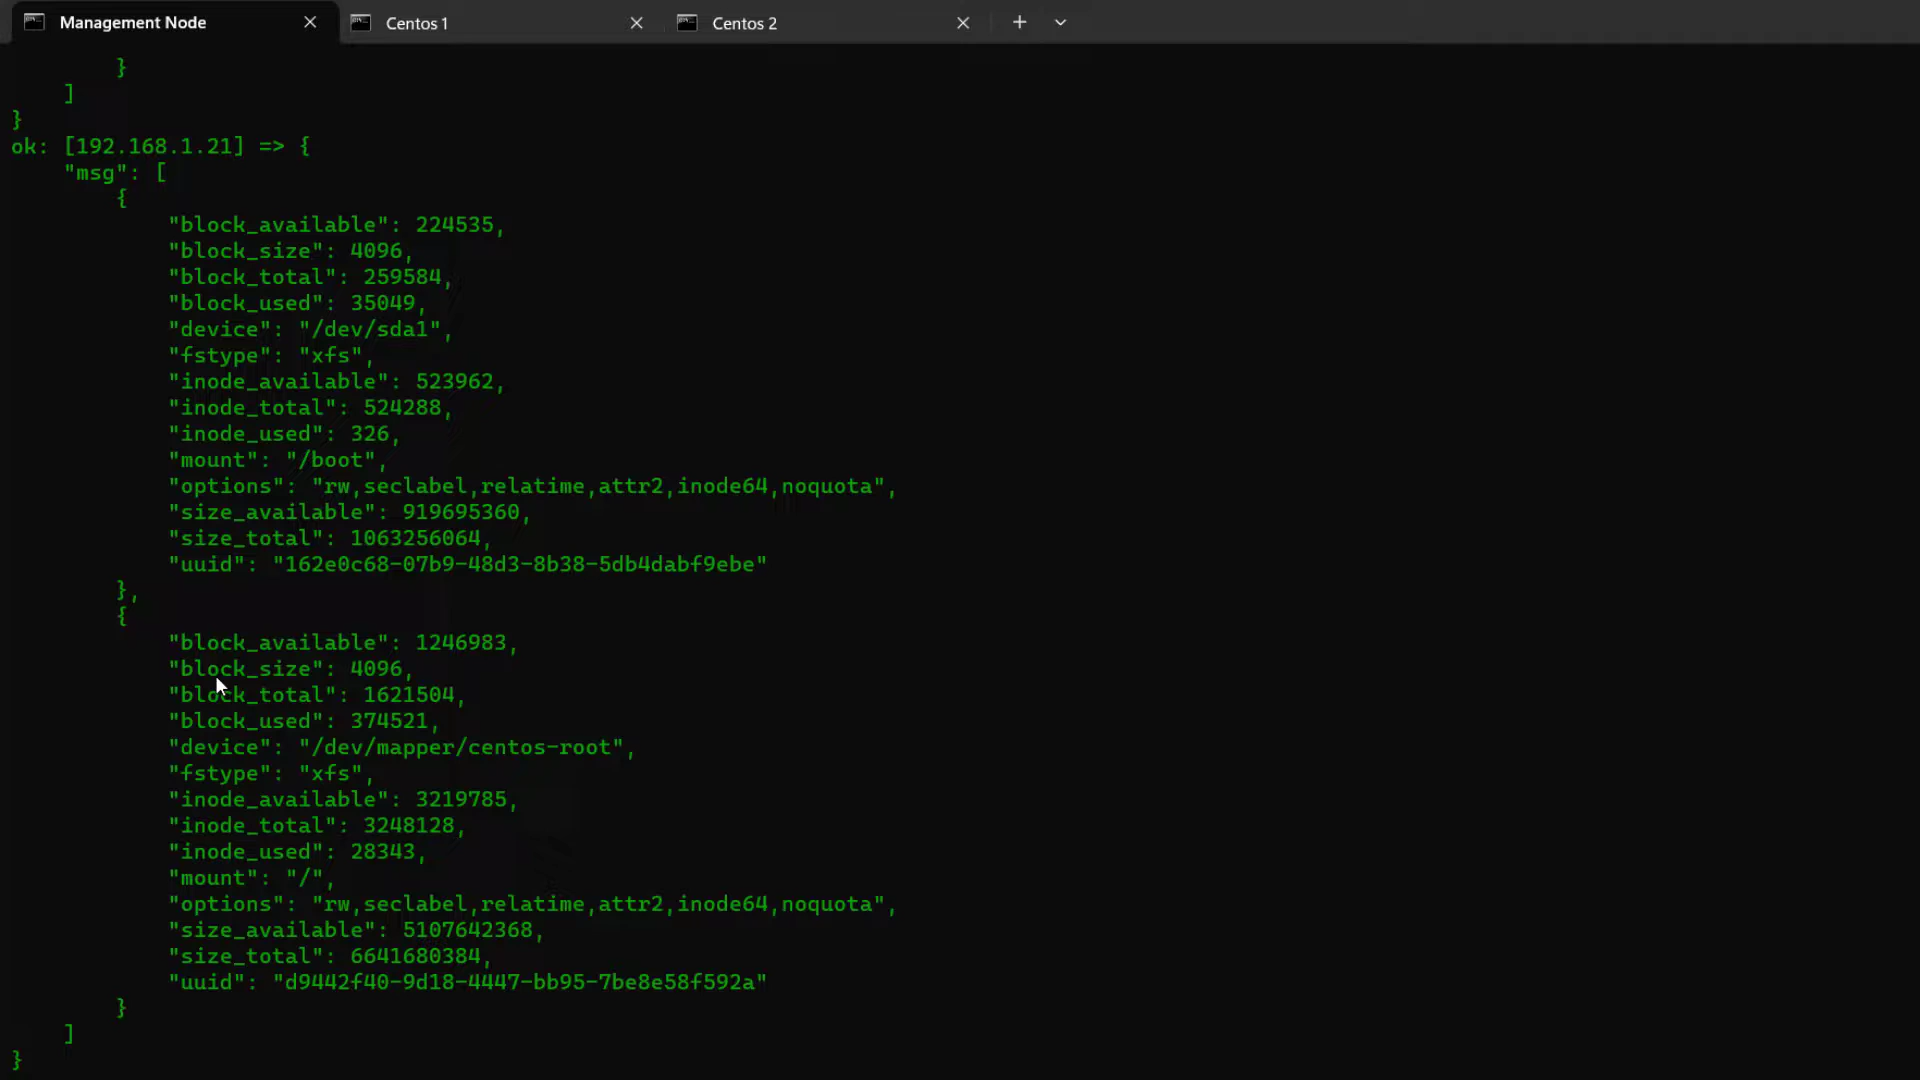 Management Node
Centos 1
Centos 2
}
]
}
ok: [192.168.1.21] => {
"msg": [
{
"block_available": 224535,
"block_size": 4096,
"block_total": 259584,
"block_used": 35049,
"device": "/dev/sda1",
"fstype": "xfs",
"inode_available": 523962,
"inode_total": 524288,
"inode_used": 326,
"mount": "/boot",
"options": "rw,seclabel,relatime,attr2,inode64,noquota",
"size_available": 919695360,
"size_total": 1063256064,
"uuid": "162e0c68-07b9-48d3-8b38-5db4dabf9ebe"
},
{
"block_available": 1246983,
"block_size": 4096,
"block_total": 1621504,
"block_used": 374521,
"device": "/dev/mapper/centos-root",
"fstype": "xfs",
"inode_available": 3219785,
"inode_total": 3248128,
"inode_used": 28343,
"mount": "/",
"options": "rw,seclabel,relatime,attr2,inode64,noquota",
"size_available": 5107642368,
"size_total": 6641680384,
"uuid": "d9442f40-9d18-4447-bb95-7be8e58f592a"
}
]
}